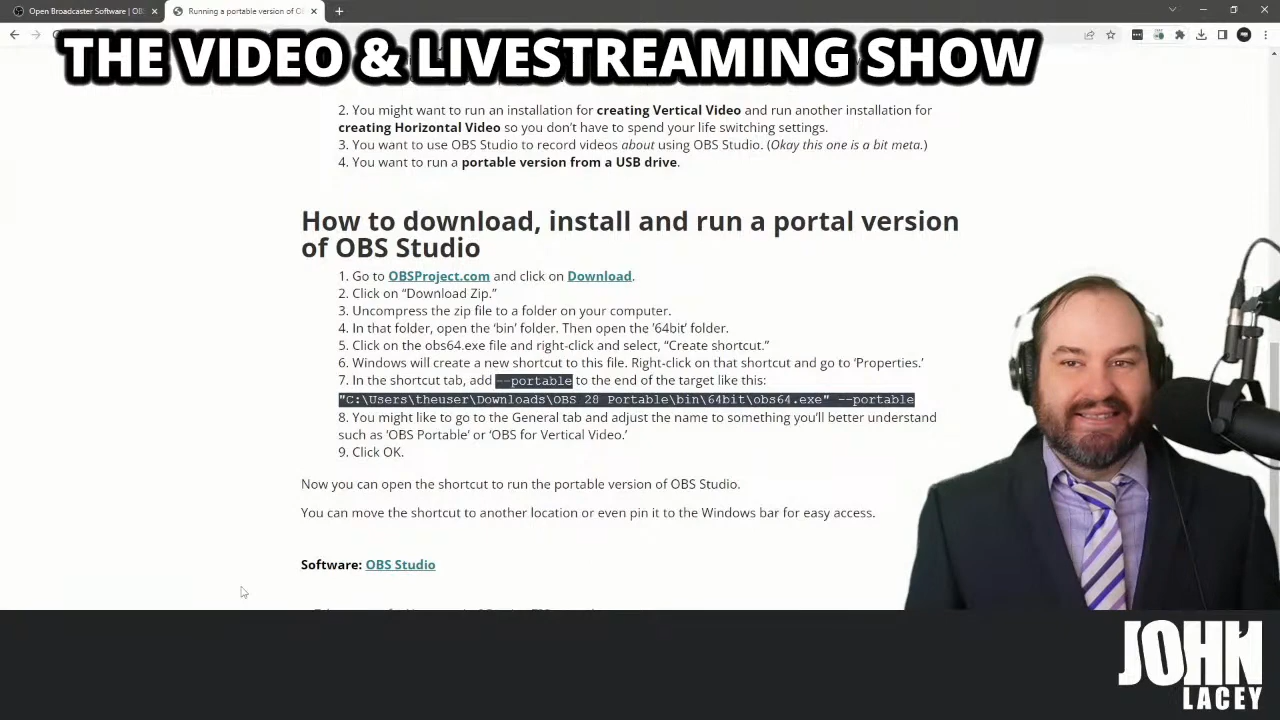 Open Broadcaster Software | OBS
Running a portable version of O
THE VIDEO & LIVESTREAMING SHOW
2. You might want to run an installation for creating Vertical Video and run another installation for
creating Horizontal Video so you don't have to spend your life switching settings.
3. You want to use OBS Studio to record videos about using OBS Studio. (Okay this one is a bit meta.)
4. You want to run a portable version from a USB drive.
How to download, install and run a portal version
of OBS Studio
1. Go to OBSProject.com and click on Download.
2. Click on “Download Zip.”
3. Uncompress the zip file to a folder on your computer.
4. In that folder, open the ‘bin’ folder. Then open the ’64bit’ folder.
5. Click on the obs64.exe file and right-click and select, “Create shortcut.”
6. Windows will create a new shortcut to this file. Right-click on that shortcut and go to ‘Properties.’
7. In the shortcut tab, add --portable to the end of the target like this:
"C:\Users\theuser\Downloads\OBS 28 Portable\bin\64bit\obs64.exe" --portable
8. You might like to go to the General tab and adjust the name to something you’ll better understand
such as ‘OBS Portable’ or ‘OBS for Vertical Video.’
9. Click OK.
Now you can open the shortcut to run the portable version of OBS Studio.
You can move the shortcut to another location or even pin it to the Windows bar for easy access.
Software: OBS Studio
JOHN
LACEY